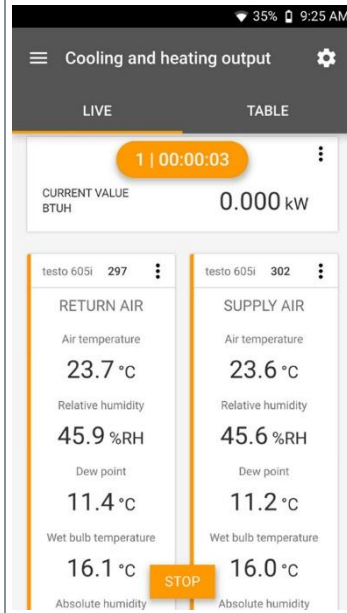 35% 9:25 AM
Cooling and heating output
LIVE TABLE
1 | 00:00:03
CURRENT VALUE
BTUH
0.000 kW
testo 605i 297 testo 605i 302
RETURN AIR SUPPLY AIR
Air temperature Air temperature
23.7 °C 23.6 °C
Relative humidity Relative humidity
45.9 %RH 45.6 %RH
Dew point Dew point
11.4 °C 11.2 °C
Wet bulb temperature Wet bulb temperature
16.1 °C 16.0 °C
STOP
Absolute humidity Absolute humidity